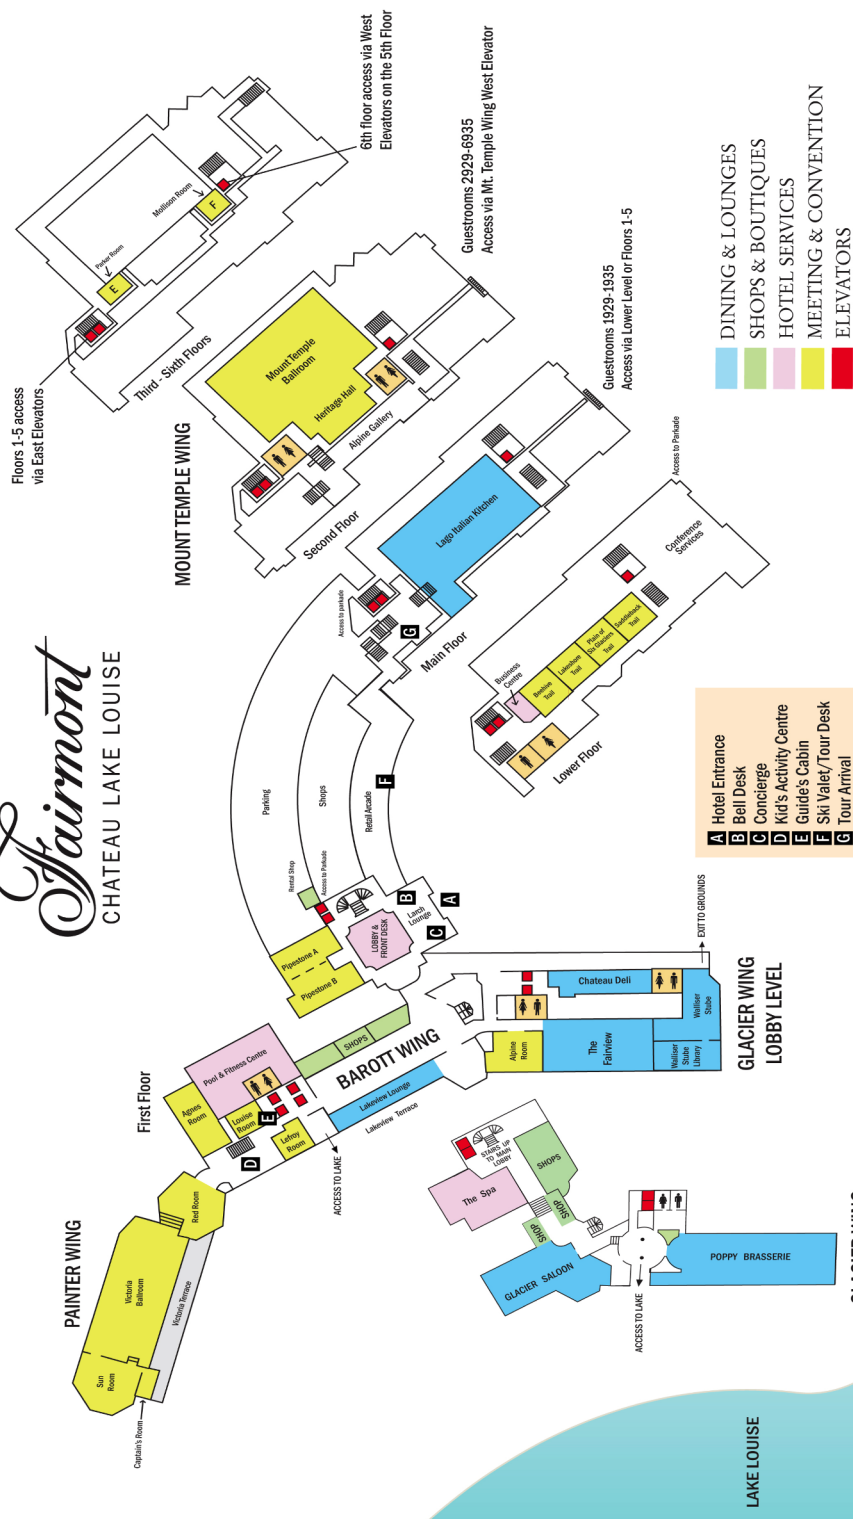 Fairmont
CHATEAU LAKE LOUISE
PAINTER WING
Sun
Room
Captain's Room
Victoria
Ballroom
Victoria Terrace
Red Room
First Floor
Agnes
Room
Louise
Room
Lefroy
Room
Pool & Fitness Centre
D
E
ACCESS TO LAKE
BAROTT WING
SHOPS
Lakeview Lounge
Lakeview Terrace
Pipestone A
Pipestone B
Rental Shop
Access to Parkade
LOBBY &
FRONT DESK
Larch
Lounge
A
B
C
Parking
Shops
Retail Arcade
F
MOUNT TEMPLE WING
Floors 1-5 access
via East Elevators
6th floor access via West
Elevators on the 5th Floor
Third - Sixth Floors
Parker Room
E
Mollison Room
F
Guestrooms 2929-6935
Access via Mt. Temple Wing West Elevator
Second Floor
Mount Temple
Ballroom
Heritage Hall
Alpine Gallery
Guestrooms 1929-1935
Access via Lower Level or Floors 1-5
Main Floor
Access to parkade
G
Lago Italian Kitchen
Lower Floor
Business
Centre
Beehive
Trail
Lakeshore
Trail
Plain of
Six Glaciers
Trail
Saddleback
Trail
Conference
Services
Access to Parkade
GLACIER WING
LOBBY LEVEL
Alpine
Room
The
Fairview
Chateau Deli
Walliser
Stube
Walliser
Stube
Library
EXIT TO GROUNDS
STAIRS UP
TO MAIN
LOBBY
The Spa
SHOPS
SHOP
SHOP
GLACIER SALOON
POPPY BRASSERIE
ACCESS TO LAKE
LAKE LOUISE
A Hotel Entrance
B Bell Desk
C Concierge
D Kid's Activity Centre
E Guide's Cabin
F Ski Valet/Tour Desk
G Tour Arrival
DINING & LOUNGES
SHOPS & BOUTIQUES
HOTEL SERVICES
MEETING & CONVENTION
ELEVATORS